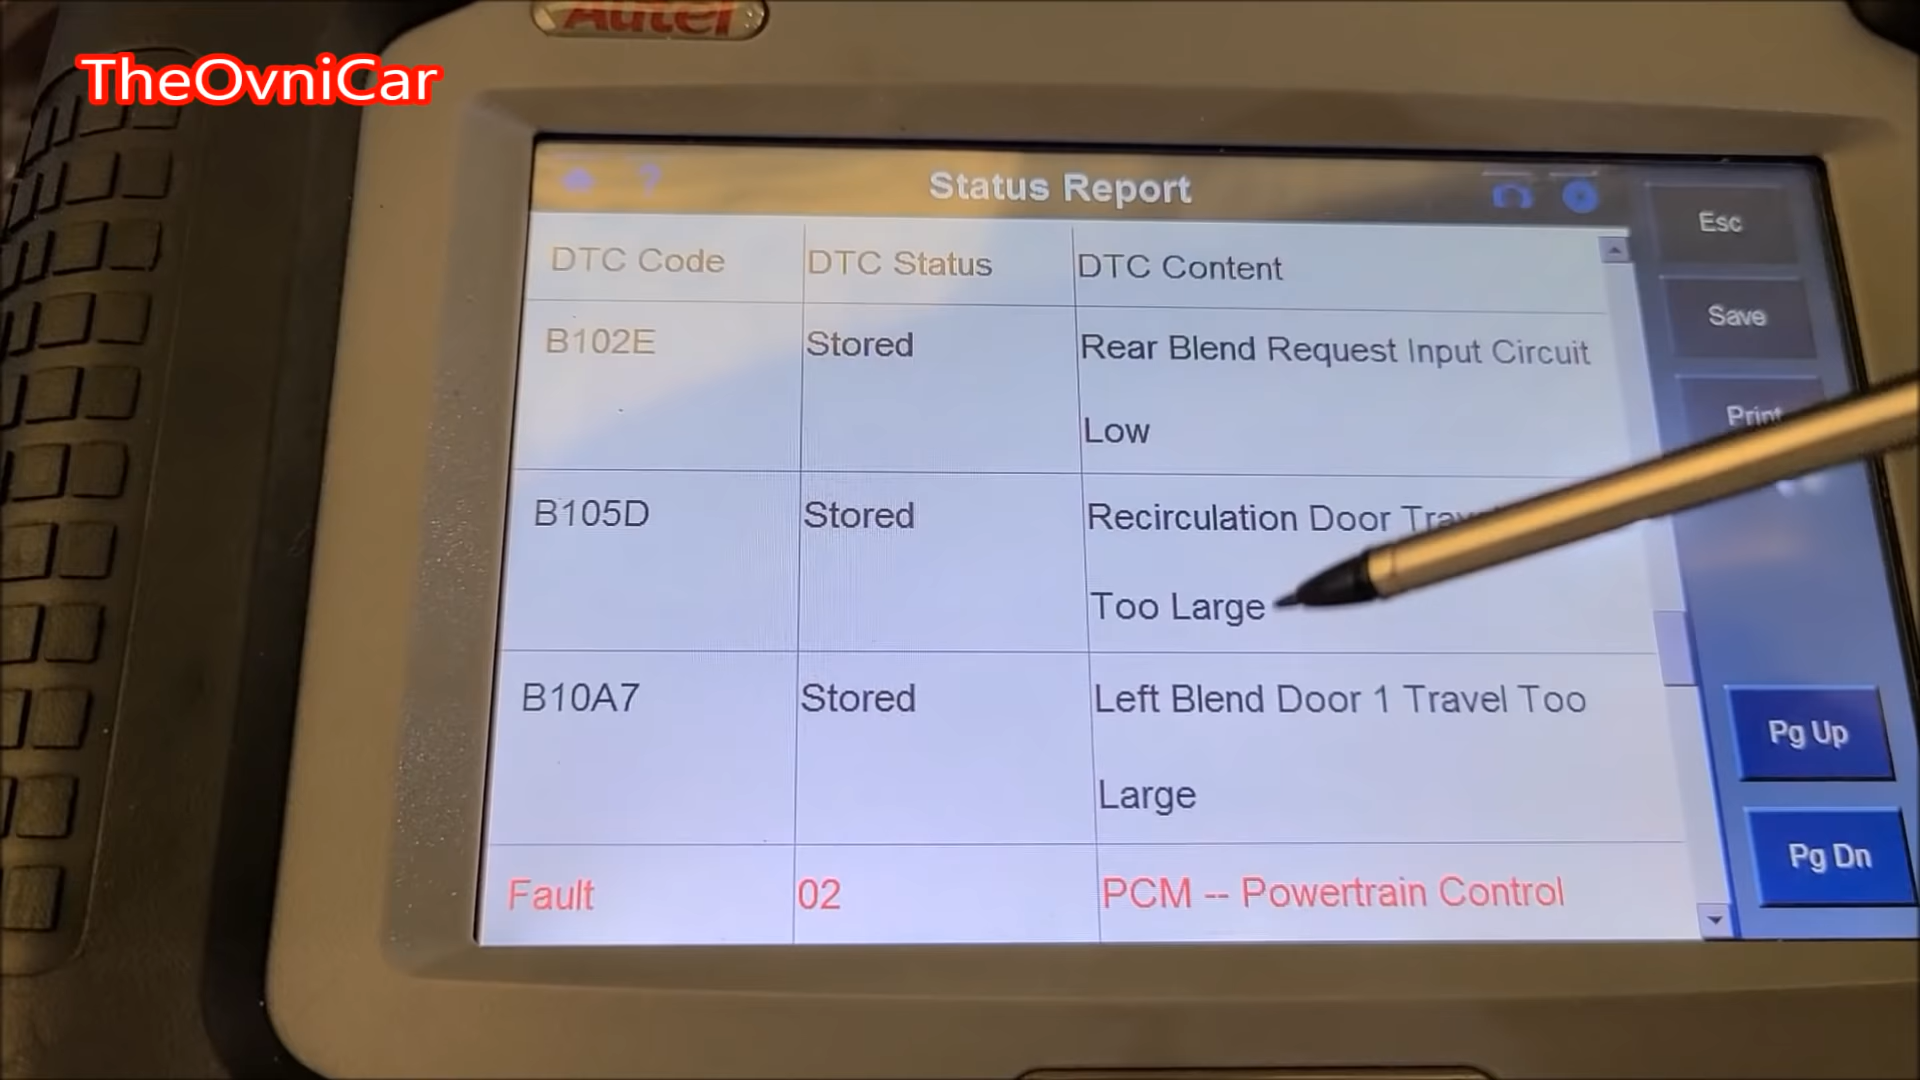 Autel
TheOvniCar
Status Report
Esc
DTC Code DTC Status DTC Content
Save
B102E Stored Rear Blend Request Input Circuit
Low
Print
B105D Stored Recirculation Door
Too Large
B10A7 Stored Left Blend Door 1 Travel Too
Large
Pg Up
Pg Dn
Fault 02 PCM -- Powertrain Control